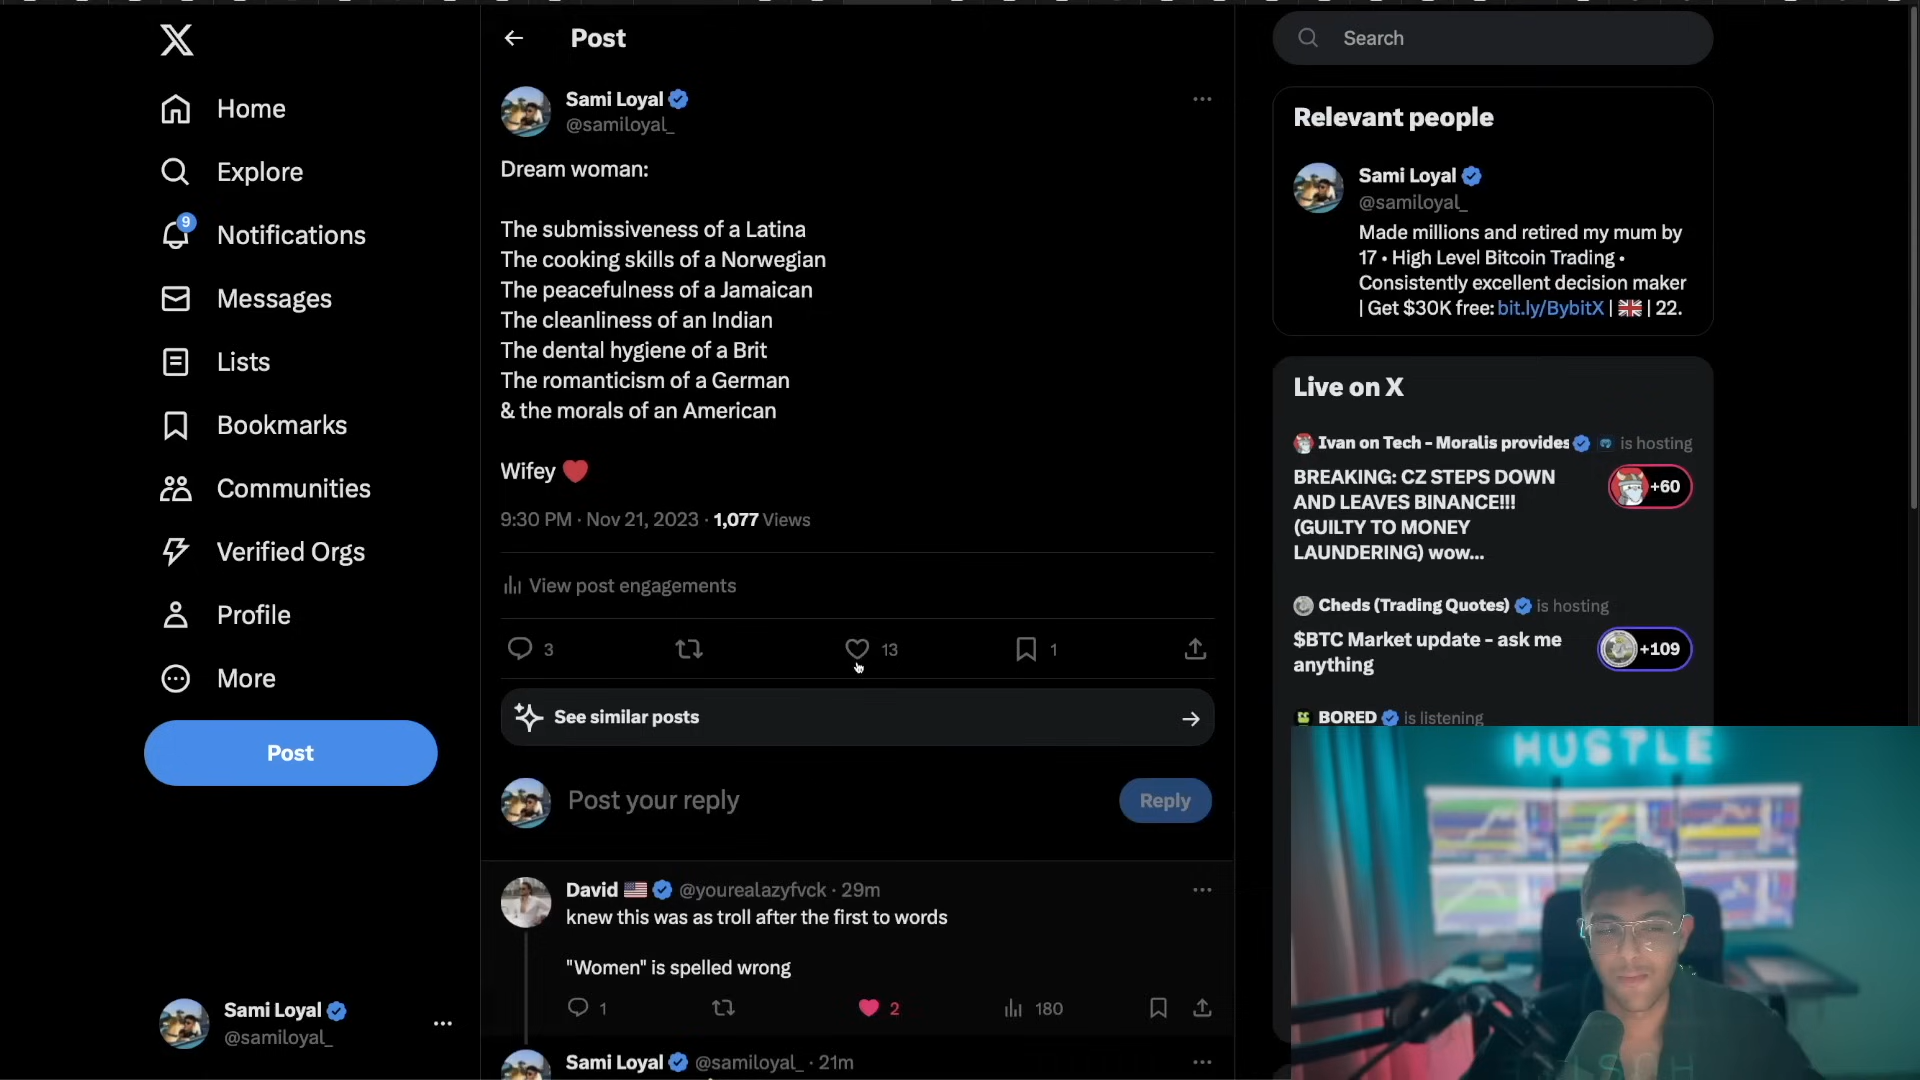 Post
Search
Home
Explore
9
Notifications
Messages
Lists
Bookmarks
Communities
Verified Orgs
Profile
More
Post
Sami Loyal
@samiloyal_
Sami Loyal
@samiloyal_
Dream woman:
The submissiveness of a Latina
The cooking skills of a Norwegian
The peacefulness of a Jamaican
The cleanliness of an Indian
The dental hygiene of a Brit
The romanticism of a German
& the morals of an American
Wifey ❤️
9:30 PM · Nov 21, 2023 · 1,077 Views
View post engagements
3 13 1
See similar posts
Post your reply
Reply
David 🇺🇸 @yourealazyfvck · 29m
knew this was as troll after the first to words
"Women" is spelled wrong
1 2 180
Sami Loyal @samiloyal_ · 21m
Relevant people
Sami Loyal
@samiloyal_
Made millions and retired my mum by
17 • High Level Bitcoin Trading •
Consistently excellent decision maker
| Get $30K free: bit.ly/BybitX | 🇬🇧 | 22.
Live on X
Ivan on Tech - Moralis provides is hosting
BREAKING: CZ STEPS DOWN
AND LEAVES BINANCE!!!
(GUILTY TO MONEY
LAUNDERING) wow...
+60
Cheds (Trading Quotes) is hosting
$BTC Market update - ask me
anything
+109
BORED is listening
HUSTLE